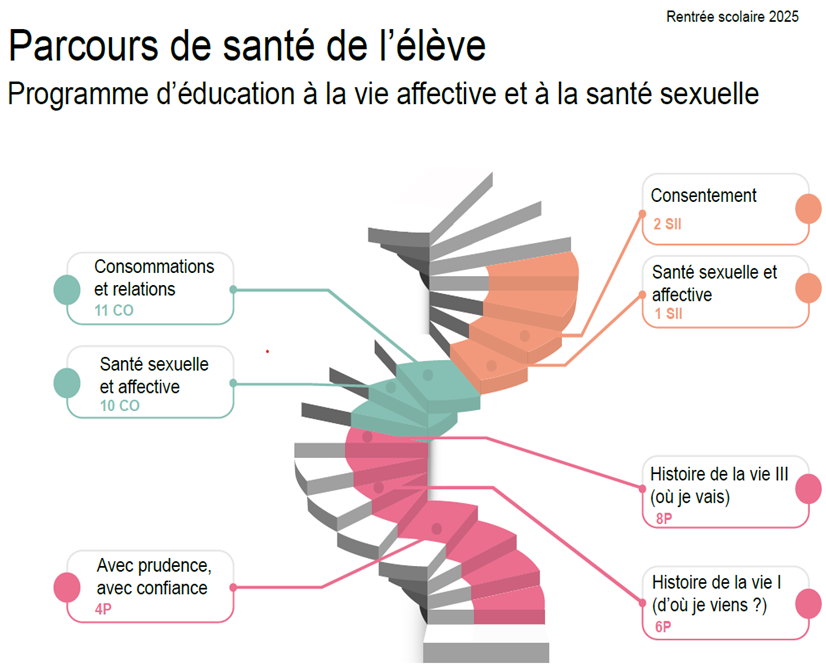 Rentrée scolaire 2025
Parcours de santé de l’élève
Programme d’éducation à la vie affective et à la santé sexuelle
Consentement
2 SII
Santé sexuelle et
affective
1 SII
Consommations
et relations
11 CO
Santé sexuelle
et affective
10 CO
Histoire de la vie III
(où je vais)
8P
Avec prudence,
avec confiance
4P
Histoire de la vie I
(d’où je viens ?)
6P